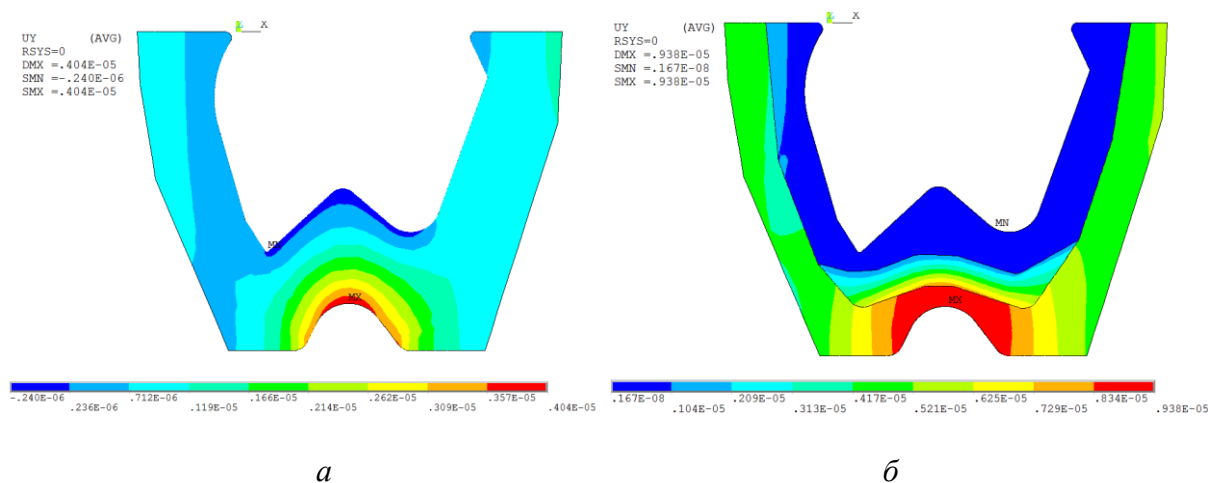 UY (AVG)
RSYS=0
DMX =.404E-05
SMN =-.240E-06
SMX =.404E-05
Z X
MN
MX
-.240E-06 .712E-06 .166E-05 .262E-05 .357E-05
.236E-06 .119E-05 .214E-05 .309E-05 .404E-05
а
UY (AVG)
RSYS=0
DMX =.938E-05
SMN =.167E-08
SMX =.938E-05
Z X
MN
MX
.167E-08 .209E-05 .417E-05 .625E-05 .834E-05
.104E-05 .313E-05 .521E-05 .729E-05 .938E-05
б